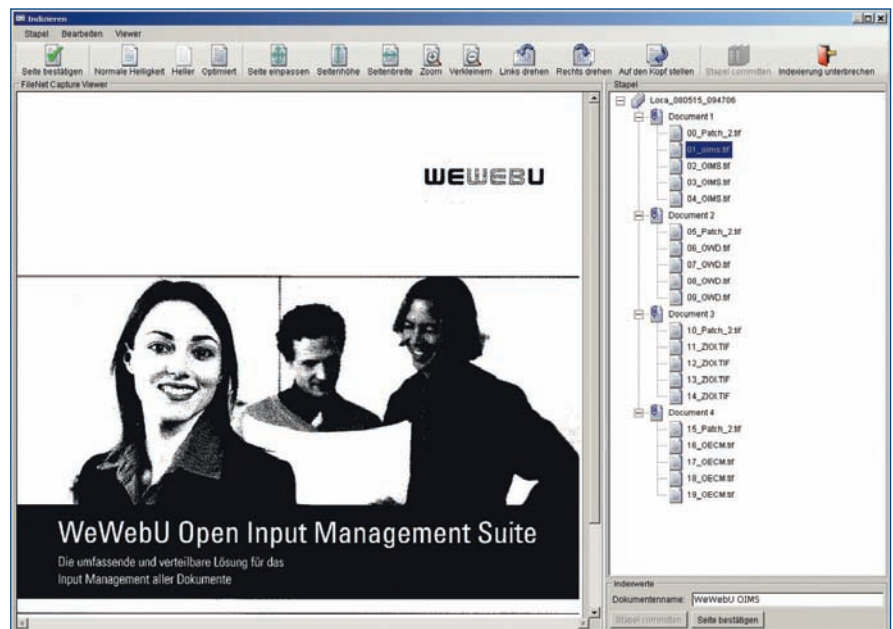 Indizieren
Stapel Bearbeiten Viewer
Seite bestätigen Normale Helligkeit Heller Optimiert Seite einpassen Seitenhöhe Seitenbreite Zoom Verkleinern Links drehen Rechts drehen Auf den Kopf stellen Stapel committen Indexierung unterbrechen
FileNet Capture Viewer
WEWEBU
WeWebU Open Input Management Suite
Die umfassende und verteilbare Lösung für das
Input Management aller Dokumente
Stapel
Loca_080515_094706
Document 1
00_Patch_2.tif
01_oims.tif
02_OIMS.tif
03_OIMS.tif
04_OIMS.tif
Document 2
05_Patch_2.tif
06_OWD.tif
07_OWD.tif
08_OWD.tif
09_OWD.tif
Document 3
10_Patch_2.tif
11_ZIOI.TIF
12_ZIOI.TIF
13_ZIOI.TIF
14_ZIOI.TIF
Document 4
15_Patch_2.tif
16_OECM.tif
17_OECM.tif
18_OECM.tif
19_OECM.tif
Indexwerte
Dokumentenname: WeWebU OIMS
Stapel committen Seite bestätigen